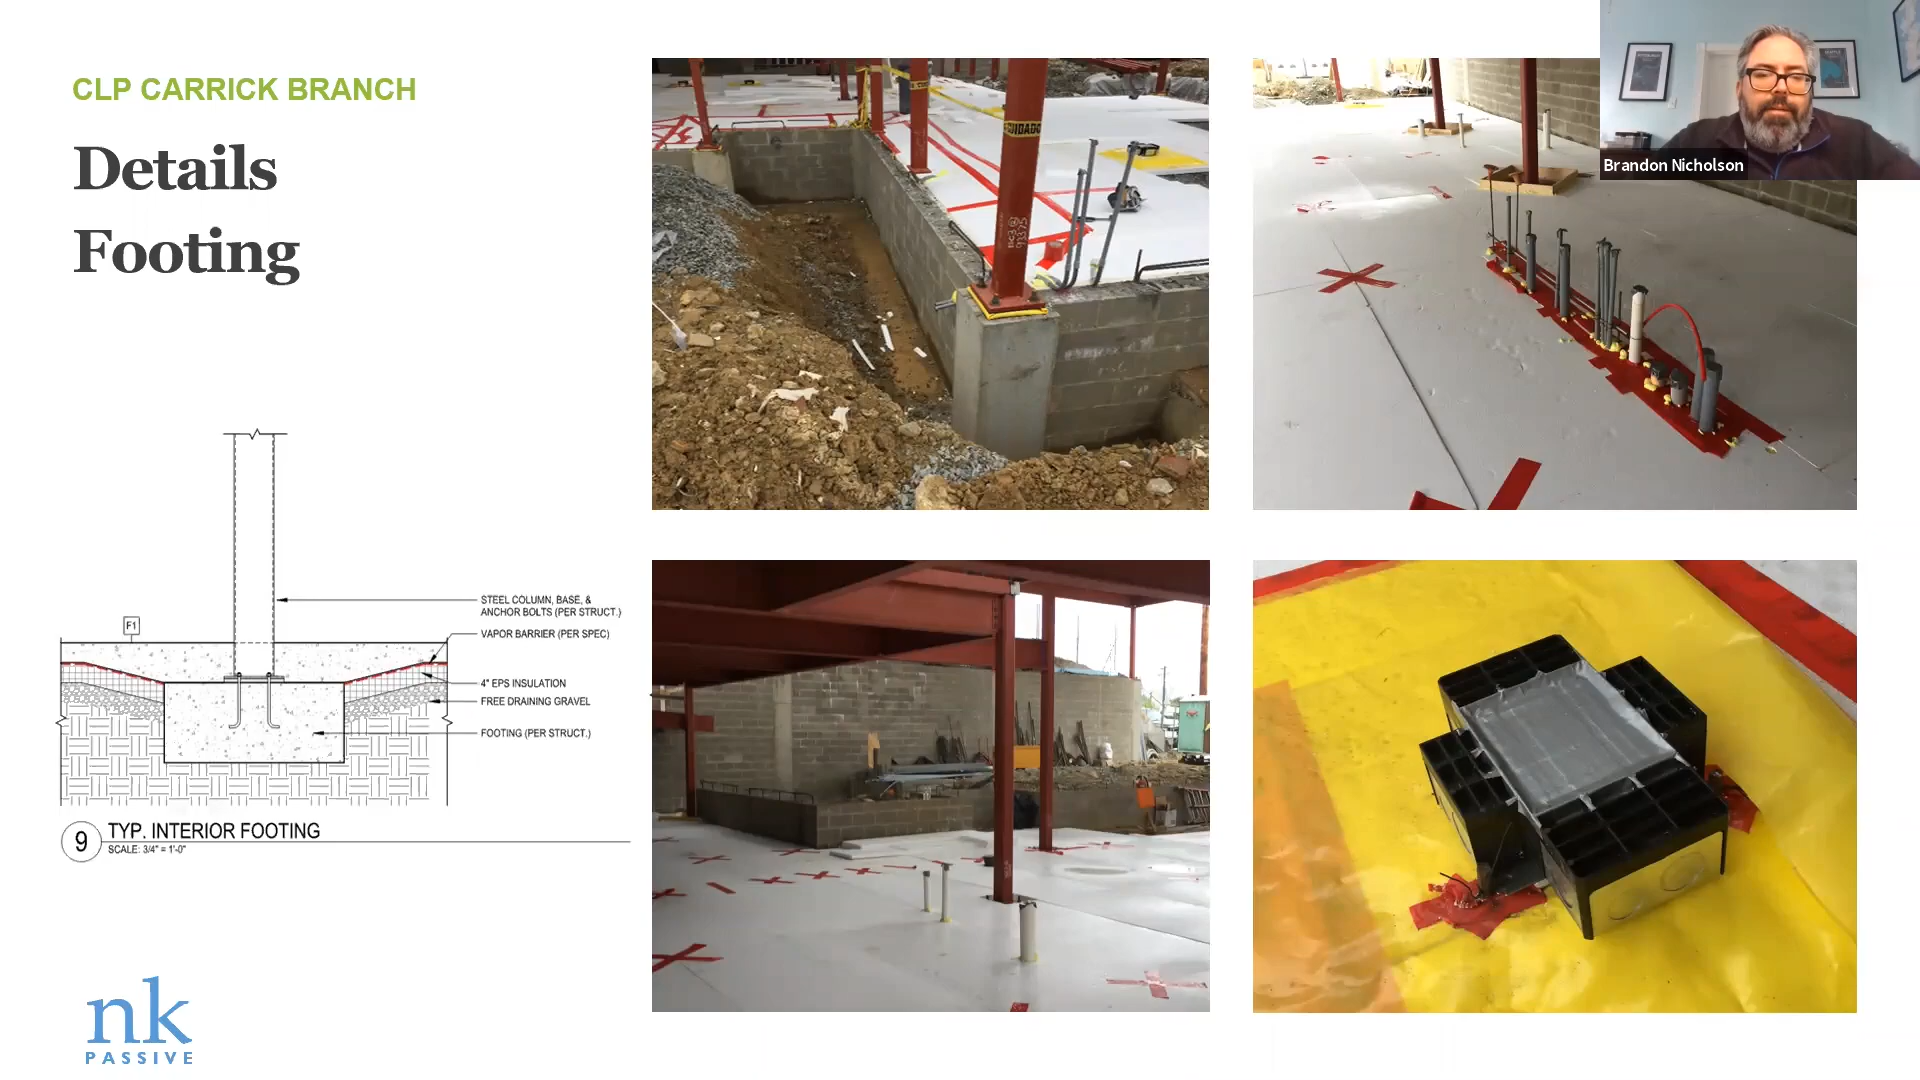 CLP CARRICK BRANCH
Details
Footing
Brandon Nicholson
CUIDADO
STEEL COLUMN, BASE, &
ANCHOR BOLTS (PER STRUCT.)
F1
VAPOR BARRIER (PER SPEC)
4" EPS INSULATION
FREE DRAINING GRAVEL
FOOTING (PER STRUCT.)
9
TYP. INTERIOR FOOTING
SCALE: 3/4" = 1'-0"
nk
PASSIVE